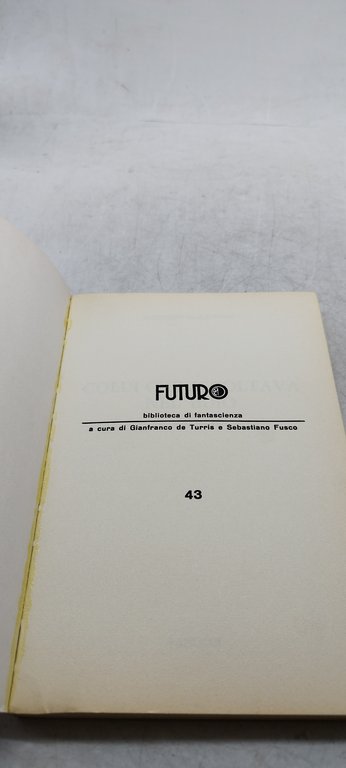 FUTURO
biblioteca di fantascienza
a cura di Gianfranco de Turris e Sebastiano Fusco
43